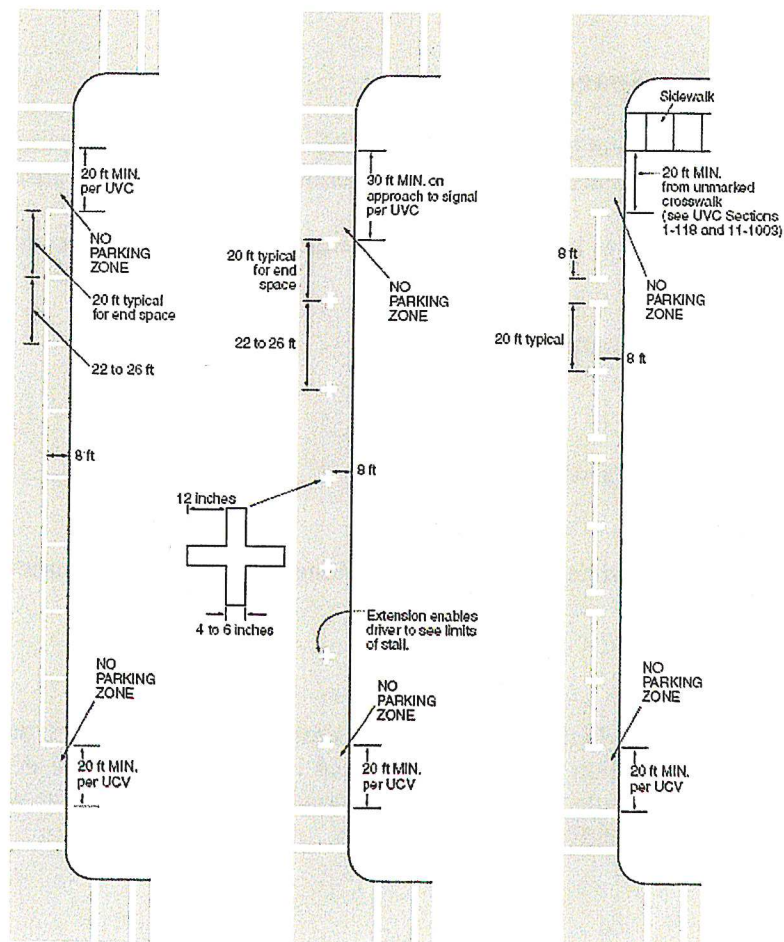 20 ft MIN.
per UVC
NO
PARKING
ZONE
20 ft typical
for end space
22 to 26 ft
8 ft
NO
PARKING
ZONE
20 ft MIN.
per UCV
30 ft MIN. on
approach to signal
per UVC
20 ft typical
for end
space
NO
PARKING
ZONE
22 to 26 ft
8 ft
12 inches
4 to 6 inches
Extension enables
driver to see limits
of stall.
NO
PARKING
ZONE
20 ft MIN.
per UCV
Sidewalk
20 ft MIN.
from unmarked
crosswalk
(see UVC Sections
1-118 and 11-1003)
8 ft
NO
PARKING
ZONE
20 ft typical
8 ft
NO
PARKING
ZONE
20 ft MIN.
per UCV